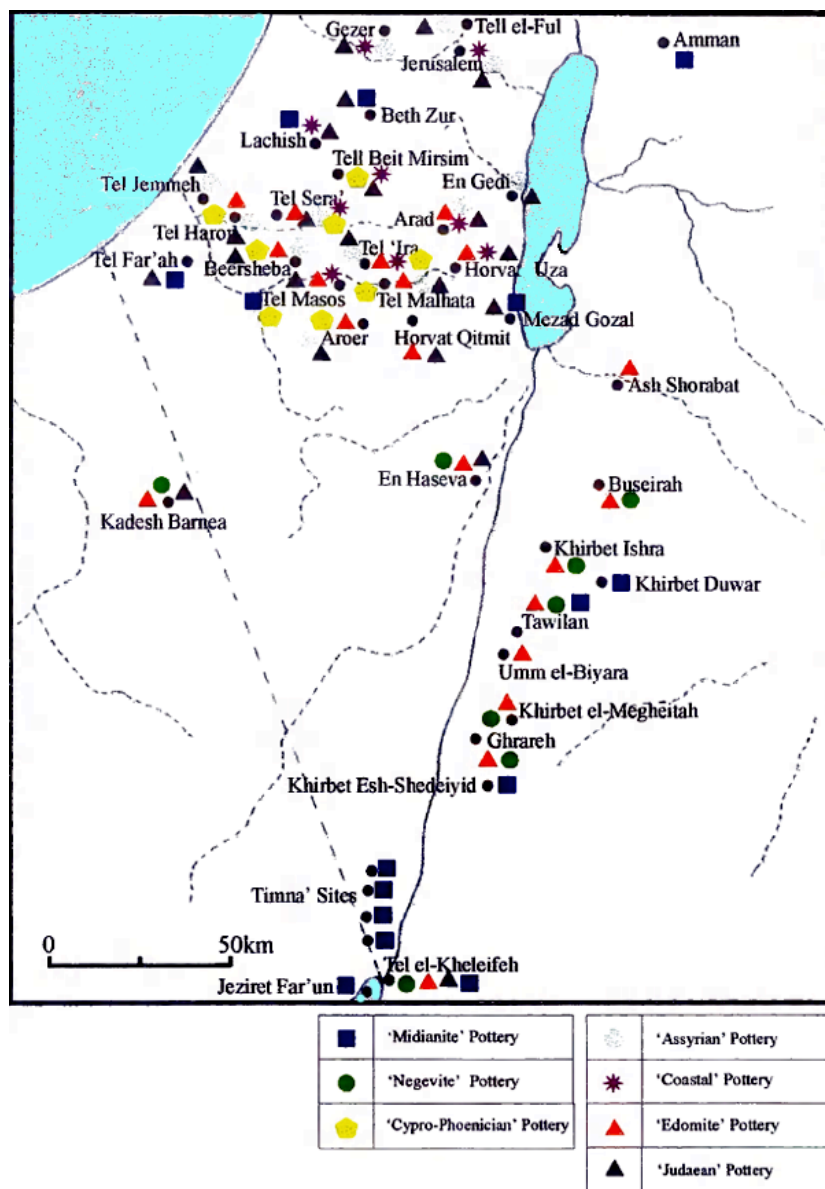 Gezer
Tell el-Ful
Amman
Jerusalem
Beth Zur
Lachish
Tell Beit Mirsim
En Gedi
Tel Jemmeh
Tel Sera'
Arad
Tel Haror
Tel 'Ira
Tel Far'ah
Beersheba
Horvat Uza
Tel Masos
Tel Malhata
Mezad Gozal
Aroer
Horvat Qitmit
Ash Shorabat
En Haseva
Buseirah
Kadesh Barnea
Khirbet Ishra
Khirbet Duwar
Tawilan
Umm el-Biyara
Khirbet el-Megheitah
Ghrareh
Khirbet Esh-Shedeiyid
Timna' Sites
0 50km
Tel el-Kheleifeh
Jeziret Far'un
'Midianite' Pottery
'Negevite' Pottery
'Cypro-Phoenician' Pottery
'Assyrian' Pottery
'Coastal' Pottery
'Edomite' Pottery
'Judaean' Pottery